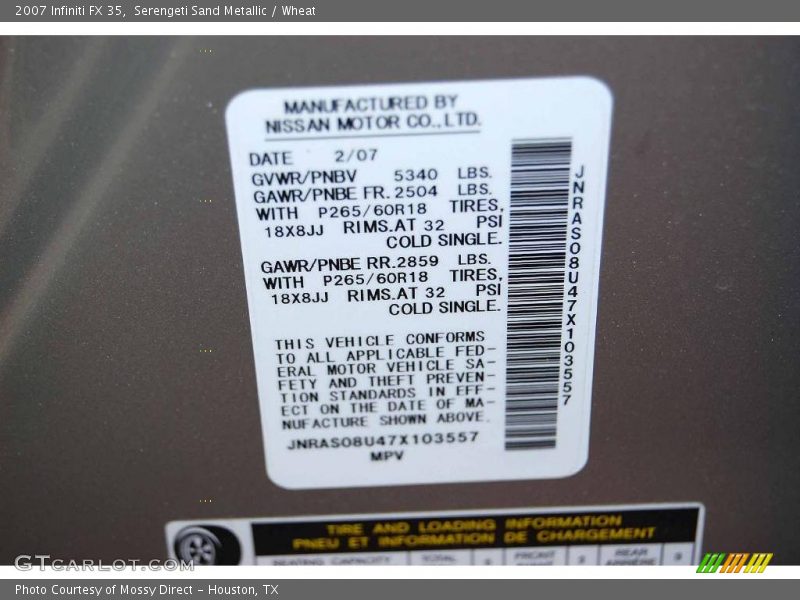 2007 Infiniti FX 35, Serengeti Sand Metallic / Wheat
MANUFACTURED BY
NISSAN MOTOR CO., LTD.
DATE 2/07
GVWR/PNBV 5340 LBS.
GAWR/PNBE FR. 2504 LBS.
WITH P265/60R18 TIRES,
18X8JJ RIMS. AT 32 PSI
COLD SINGLE.
GAWR/PNBE RR. 2859 LBS.
WITH P265/60R18 TIRES,
18X8JJ RIMS. AT 32 PSI
COLD SINGLE.
THIS VEHICLE CONFORMS
TO ALL APPLICABLE FED-
ERAL MOTOR VEHICLE SA-
FETY AND THEFT PREVEN-
TION STANDARDS IN EFF-
ECT ON THE DATE OF MA-
NUFACTURE SHOWN ABOVE.
JNRAS08U47X103557
MPV
JNRAS08U47X103557
TIRE AND LOADING INFORMATION
PNEU ET INFORMATION DE CHARGEMENT
SEATING CAPACITY TOTAL FRONT REAR
GTCarLot.com
Photo Courtesy of Mossy Direct – Houston, TX